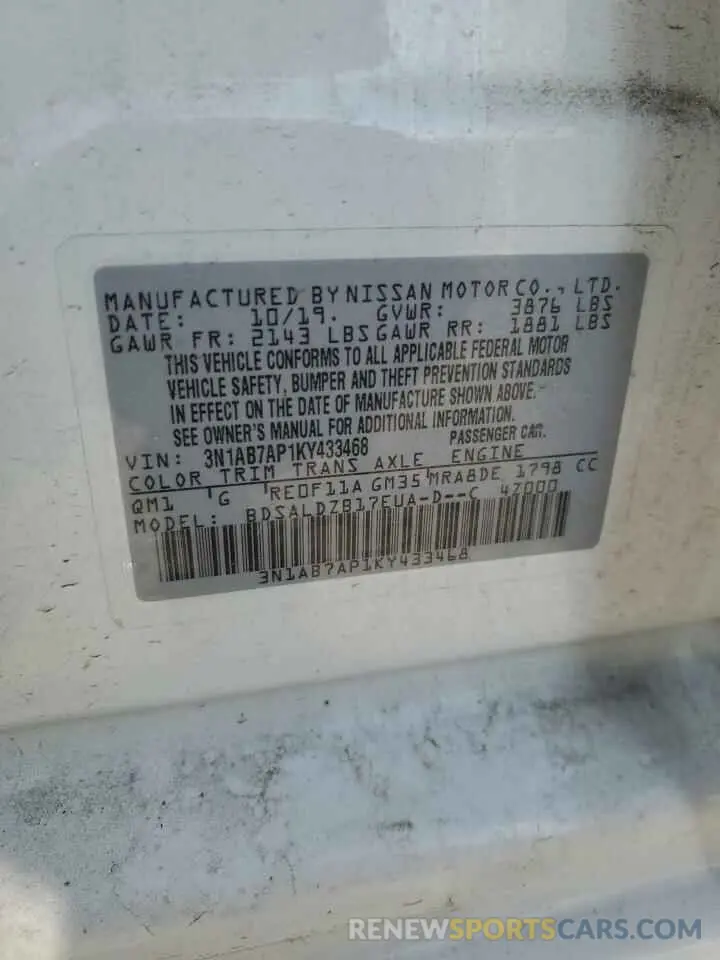 MANUFACTURED BY NISSAN MOTOR CO., LTD.
DATE: 10/19. GVWR: 3876 LBS
GAWR FR: 2143 LBS GAWR RR: 1881 LBS
THIS VEHICLE CONFORMS TO ALL APPLICABLE FEDERAL MOTOR
VEHICLE SAFETY, BUMPER AND THEFT PREVENTION STANDARDS
IN EFFECT ON THE DATE OF MANUFACTURE SHOWN ABOVE.
SEE OWNER'S MANUAL FOR ADDITIONAL INFORMATION.
VIN: 3N1AB7AP1KY433468 PASSENGER CAR.
COLOR TRIM TRANS AXLE ENGINE
QM1 G RE0F11A GM35 MRA8DE 1798 CC
MODEL: BDSALDZB17EUA-D--C 4Z000
3N1AB7AP1KY433468
RENEWSPORTSCARS.COM